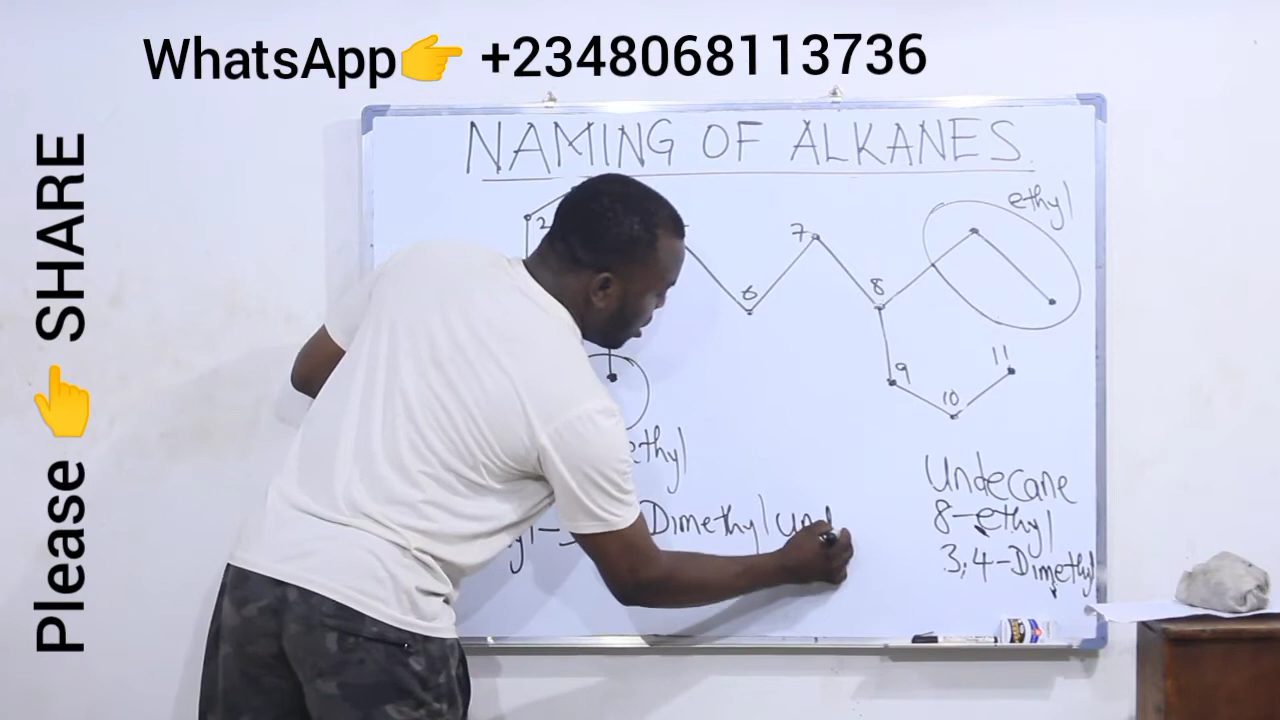 WhatsApp👉 +2348068113736
Please 👉 SHARE
NAMING OF ALKANES
ethyl
2
6
7
8
9
10
11
ethyl
Undecane
8-ethyl
3,4-Dimethyl
Dimethyl und